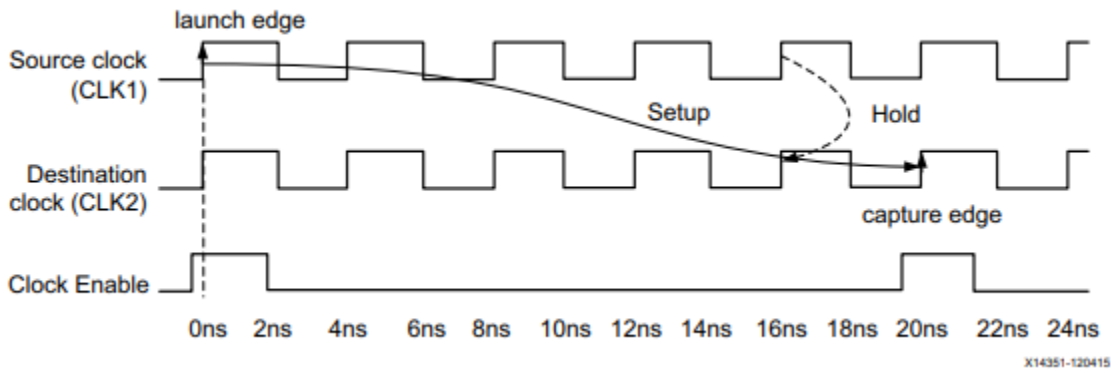 launch edge
Source clock
(CLK1)
Setup
Hold
Destination
clock (CLK2)
capture edge
Clock Enable
0ns 2ns 4ns 6ns 8ns 10ns 12ns 14ns 16ns 18ns 20ns 22ns 24ns
X14351-120415